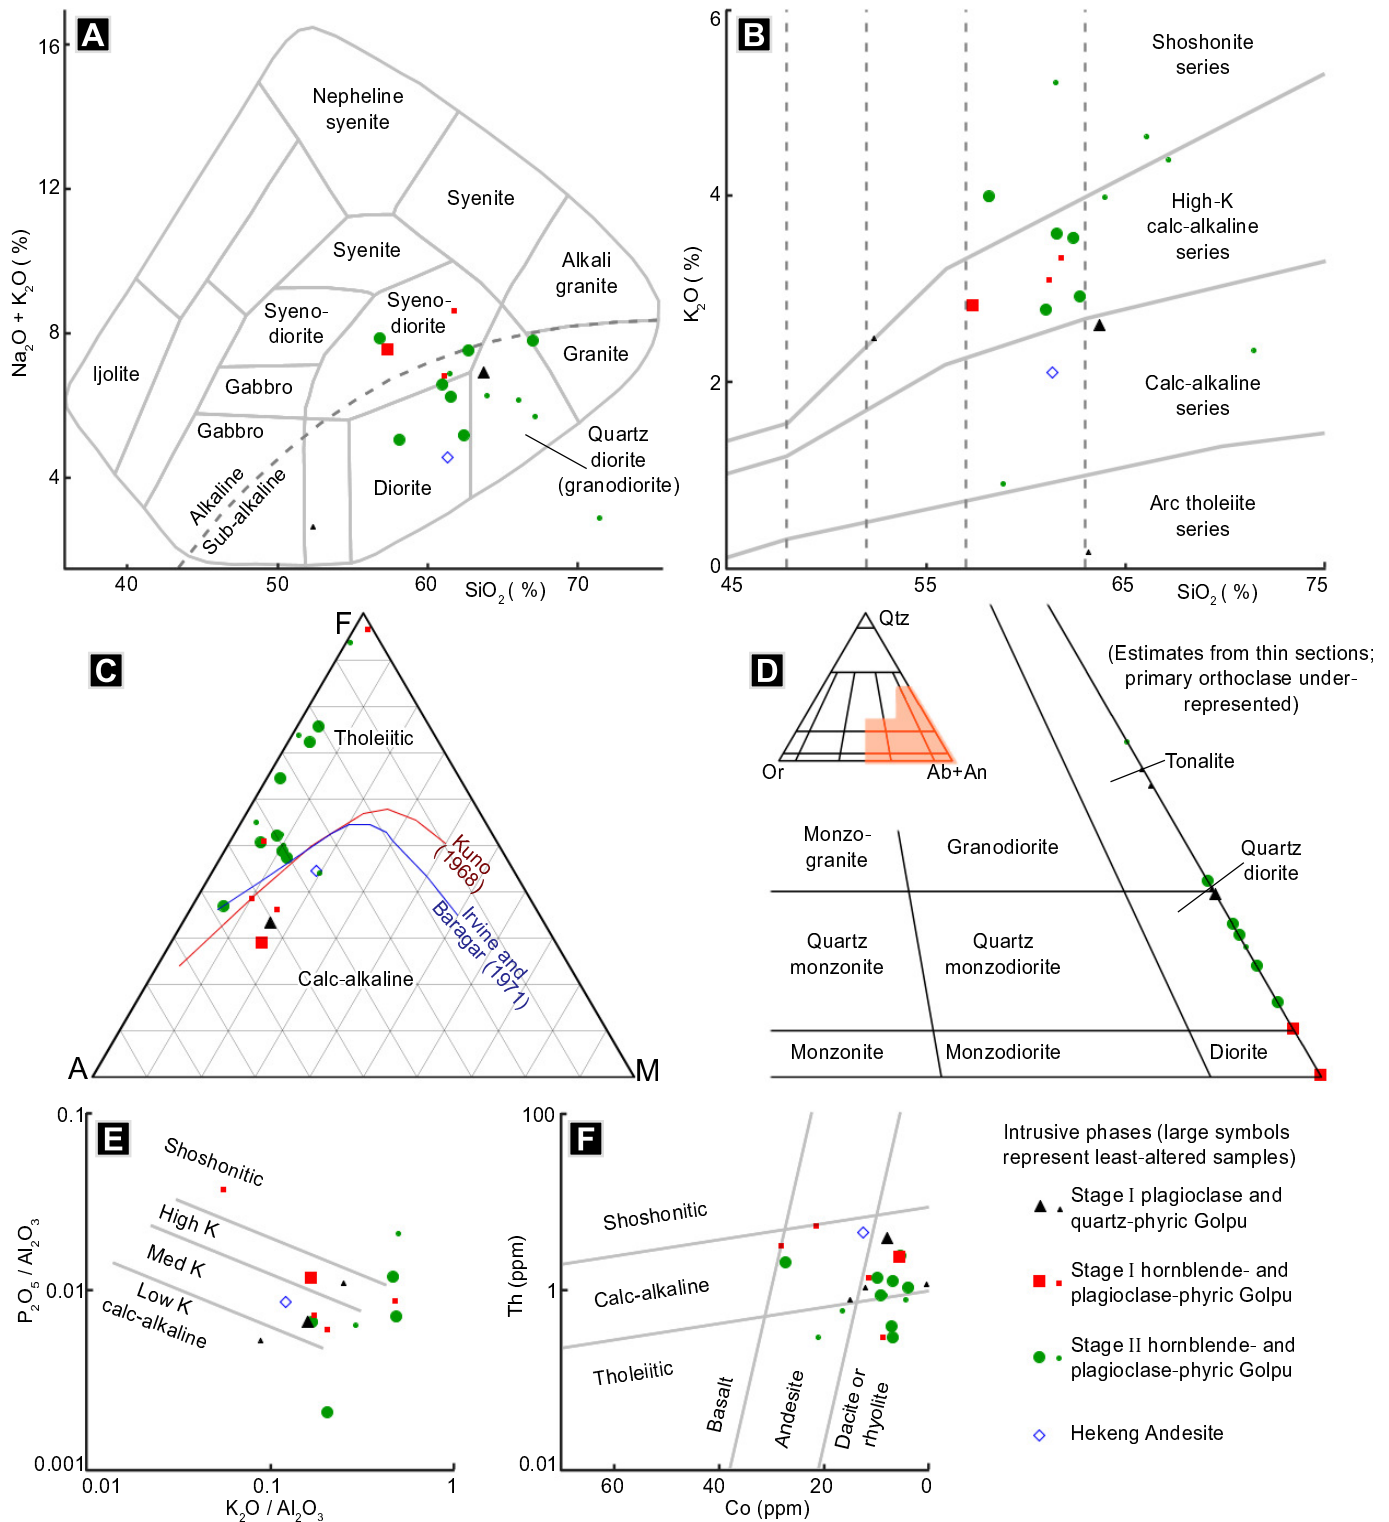 A
16
12
8
4
Na2O + K2O ( %)
Nepheline
syenite
Syenite
Syenite
Alkali
granite
Syeno-
diorite
Syeno-
diorite
Ijolite
Gabbro
Granite
Gabbro
Quartz
diorite
(granodiorite)
Diorite
Alkaline
Sub-alkaline
40
50
60
70
SiO2 ( %)
B
6
4
2
0
K2O ( %)
Shoshonite
series
High-K
calc-alkaline
series
Calc-alkaline
series
Arc tholeiite
series
45
55
65
75
SiO2 ( %)
C
F
Tholeiitic
Kuno
(1968)
Irvine and
Baragar (1971)
Calc-alkaline
A
M
D
Qtz
Or
Ab+An
(Estimates from thin sections;
primary orthoclase under-
represented)
Tonalite
Monzo-
granite
Granodiorite
Quartz
diorite
Quartz
monzonite
Quartz
monzodiorite
Monzonite
Monzodiorite
Diorite
E
0.1
0.01
0.001
P2O5 / Al2O3
Shoshonitic
High K
Med K
Low K
calc-alkaline
0.01
0.1
1
K2O / Al2O3
F
100
1
0.01
Th (ppm)
Shoshonitic
Calc-alkaline
Tholeiitic
Basalt
Andesite
Dacite or
rhyolite
60
40
20
0
Co (ppm)
Intrusive phases (large symbols
represent least-altered samples)
Stage I plagioclase and
quartz-phyric Golpu
Stage I hornblende- and
plagioclase-phyric Golpu
Stage II hornblende- and
plagioclase-phyric Golpu
Hekeng Andesite